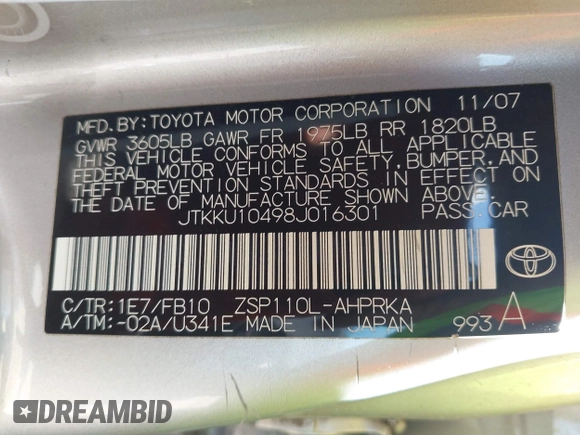 MFD.BY:TOYOTA MOTOR CORPORATION 11/07
GVWR 3605LB GAWR FR 1975LB RR 1820LB
THIS VEHICLE CONFORMS TO ALL APPLICABLE
FEDERAL MOTOR VEHICLE SAFETY,BUMPER,AND
THEFT PREVENTION STANDARDS IN EFFECT ON
THE DATE OF MANUFACTURE SHOWN ABOVE.
JTKKU10498J016301 PASS.CAR
C/TR:1E7/FB10 ZSP110L-AHPRKA
A/TM:-02A/U341E MADE IN JAPAN 993 A
DREAMBID